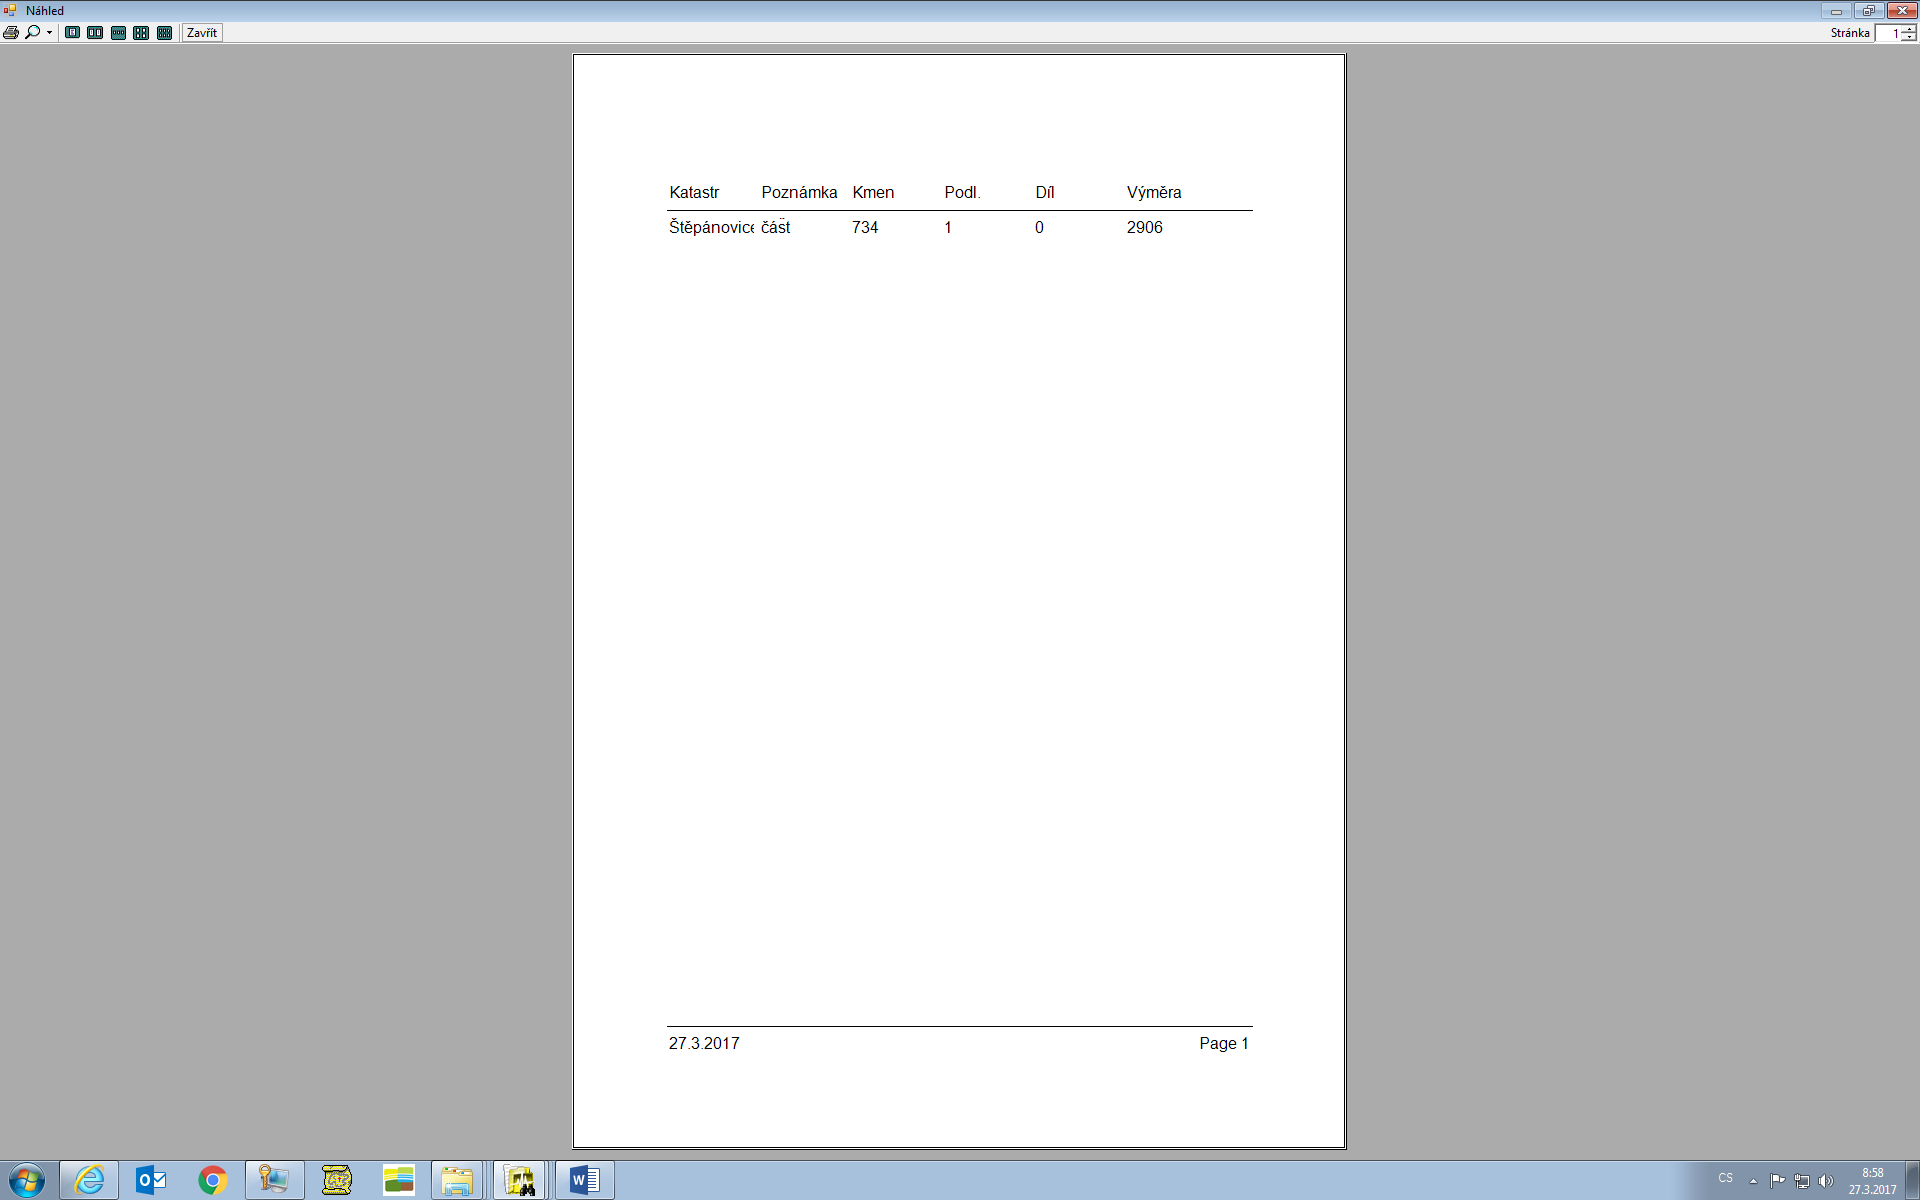 Náhled
Zavřít
Stránka 1
Katastr Poznámka Kmen Podl. Díl Výměra
Štěpánovice část 734 1 0 2906
27.3.2017 Page 1
CS 8:58
27.3.2017